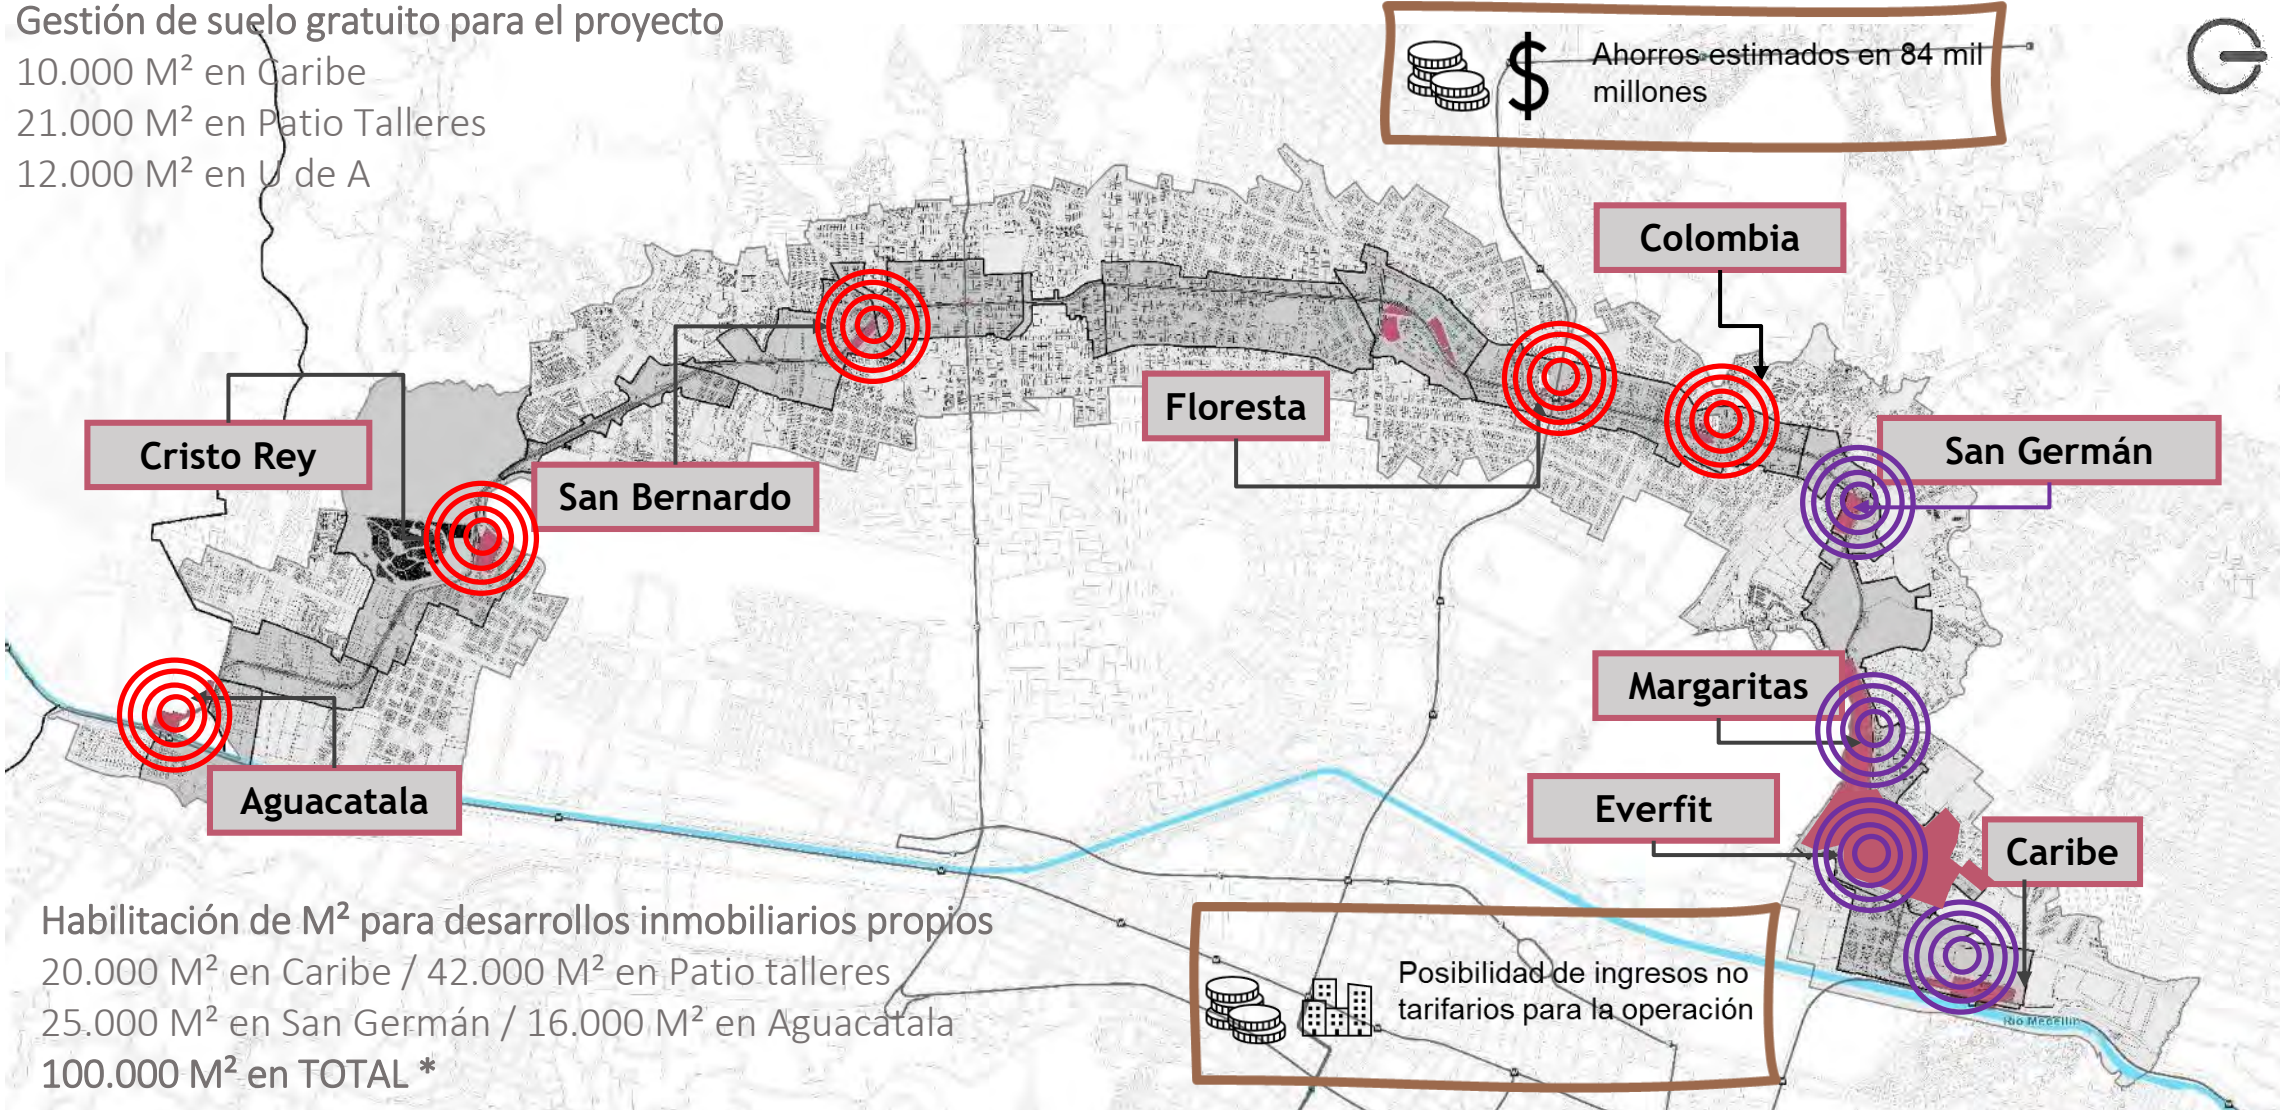 Gestión de suelo gratuito para el proyecto
10.000 M² en Caribe
21.000 M² en Patio Talleres
12.000 M² en U de A
Ahorros estimados en 84 mil
millones
Colombia
Floresta
San Germán
Cristo Rey
San Bernardo
Margaritas
Aguacatala
Everfit
Caribe
Habilitación de M² para desarrollos inmobiliarios propios
20.000 M² en Caribe / 42.000 M² en Patio talleres
25.000 M² en San Germán / 16.000 M² en Aguacatala
100.000 M² en TOTAL *
Posibilidad de ingresos no
tarifarios para la operación
Río Medellín